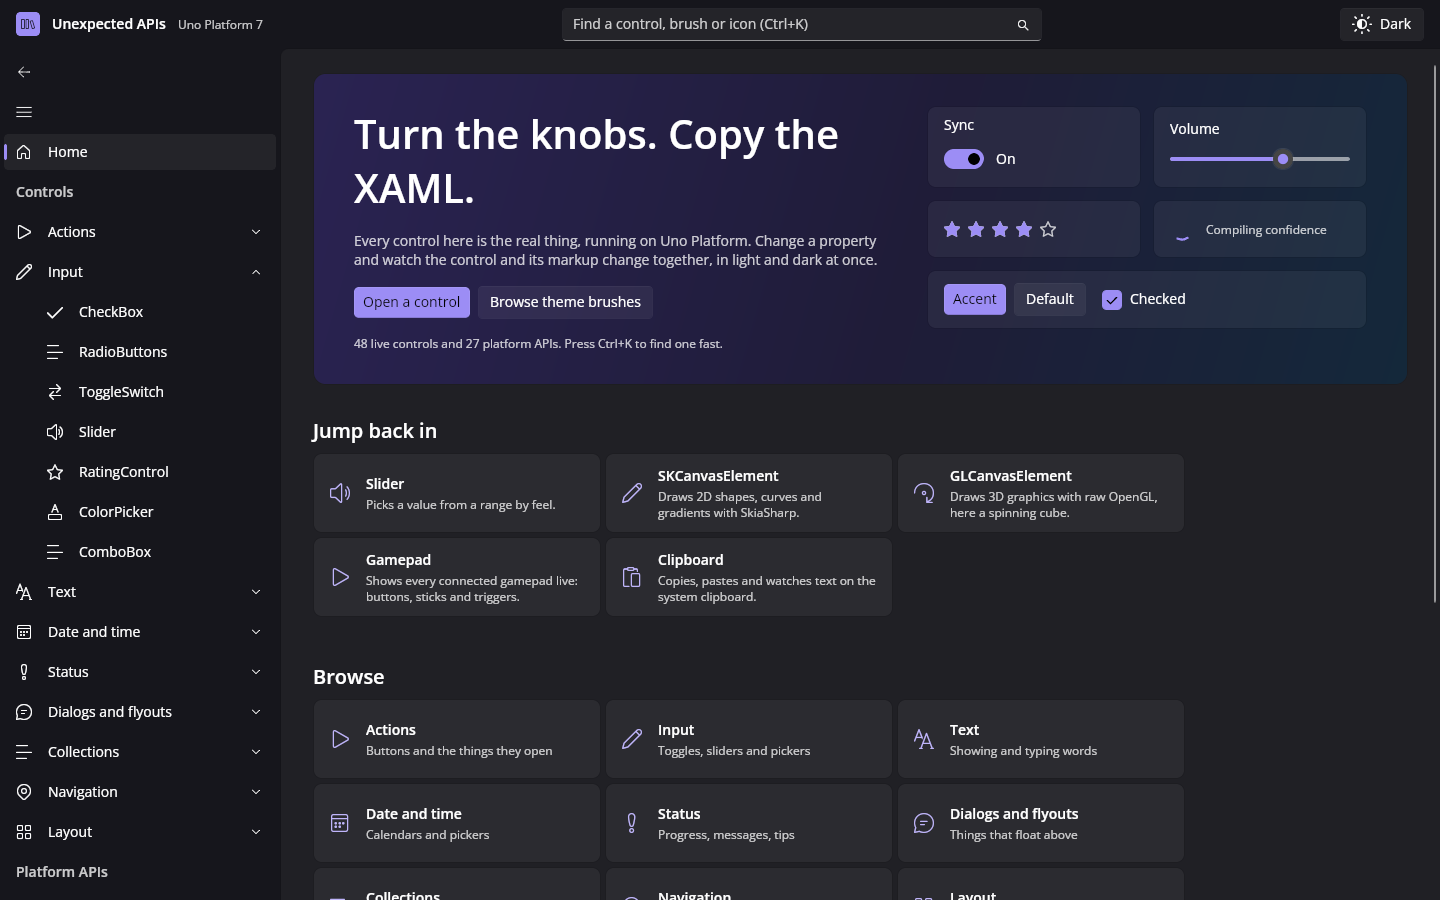 Unexpected APIs Uno Platform 7
Find a control, brush or icon (Ctrl+K)
Dark
Home
Controls
Actions
Input
CheckBox
RadioButtons
ToggleSwitch
Slider
RatingControl
ColorPicker
ComboBox
Text
Date and time
Status
Dialogs and flyouts
Collections
Navigation
Layout
Platform APIs
Turn the knobs. Copy the
XAML.
Every control here is the real thing, running on Uno Platform. Change a property
and watch the control and its markup change together, in light and dark at once.
Open a control
Browse theme brushes
48 live controls and 27 platform APIs. Press Ctrl+K to find one fast.
Sync
On
Volume
Compiling confidence
Accent
Default
Checked
Jump back in
Slider
Picks a value from a range by feel.
SKCanvasElement
Draws 2D shapes, curves and
gradients with SkiaSharp.
GLCanvasElement
Draws 3D graphics with raw OpenGL,
here a spinning cube.
Gamepad
Shows every connected gamepad live:
buttons, sticks and triggers.
Clipboard
Copies, pastes and watches text on the
system clipboard.
Browse
Actions
Buttons and the things they open
Input
Toggles, sliders and pickers
Text
Showing and typing words
Date and time
Calendars and pickers
Status
Progress, messages, tips
Dialogs and flyouts
Things that float above
Collections
Navigation
Layout